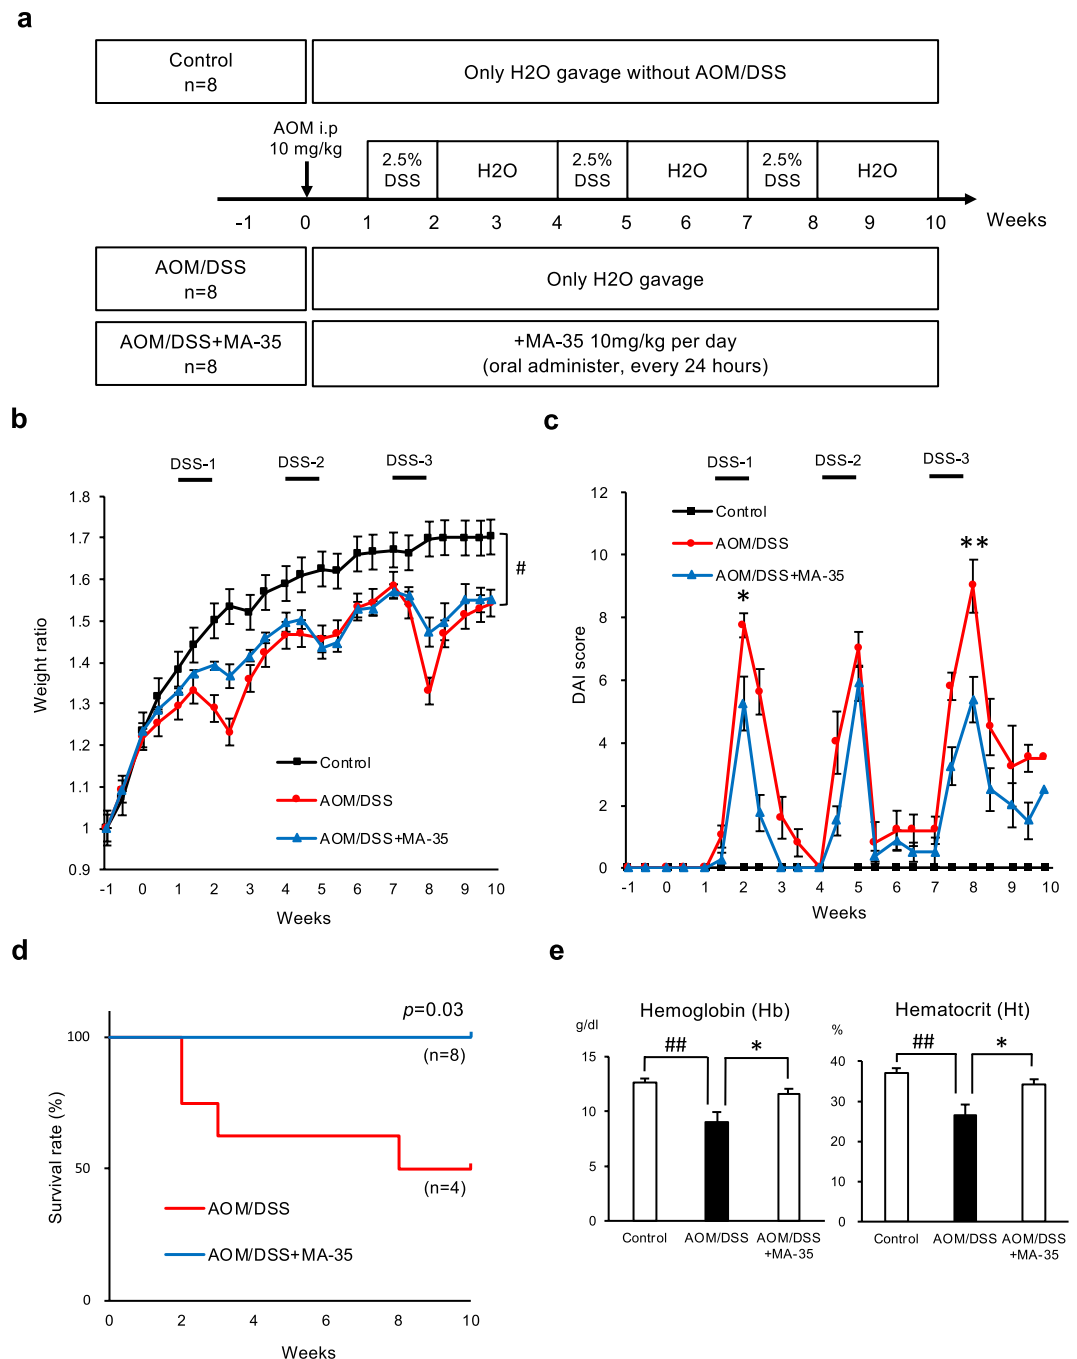 a
Control
n=8
Only H2O gavage without AOM/DSS
AOM i.p
10 mg/kg
2.5%
DSS
H2O
2.5%
DSS
H2O
2.5%
DSS
H2O
-1 0 1 2 3 4 5 6 7 8 9 10 Weeks
AOM/DSS
n=8
Only H2O gavage
AOM/DSS+MA-35
n=8
+MA-35 10mg/kg per day
(oral administer, every 24 hours)
b
DSS-1 DSS-2 DSS-3
1.8
1.7
1.6
1.5
1.4
1.3
1.2
1.1
1
0.9
Weight ratio
#
Control
AOM/DSS
AOM/DSS+MA-35
-1 0 1 2 3 4 5 6 7 8 9 10
Weeks
c
DSS-1 DSS-2 DSS-3
12
10
8
6
4
2
0
DAI score
Control
AOM/DSS
AOM/DSS+MA-35
*
**
-1 0 1 2 3 4 5 6 7 8 9 10
Weeks
d
p=0.03
100
50
0
Survival rate (%)
(n=8)
(n=4)
AOM/DSS
AOM/DSS+MA-35
0 2 4 6 8 10
Weeks
e
Hemoglobin (Hb)
g/dl
## *
15
10
5
0
Control AOM/DSS AOM/DSS
+MA-35
Hematocrit (Ht)
%
## *
40
30
20
10
0
Control AOM/DSS AOM/DSS
+MA-35